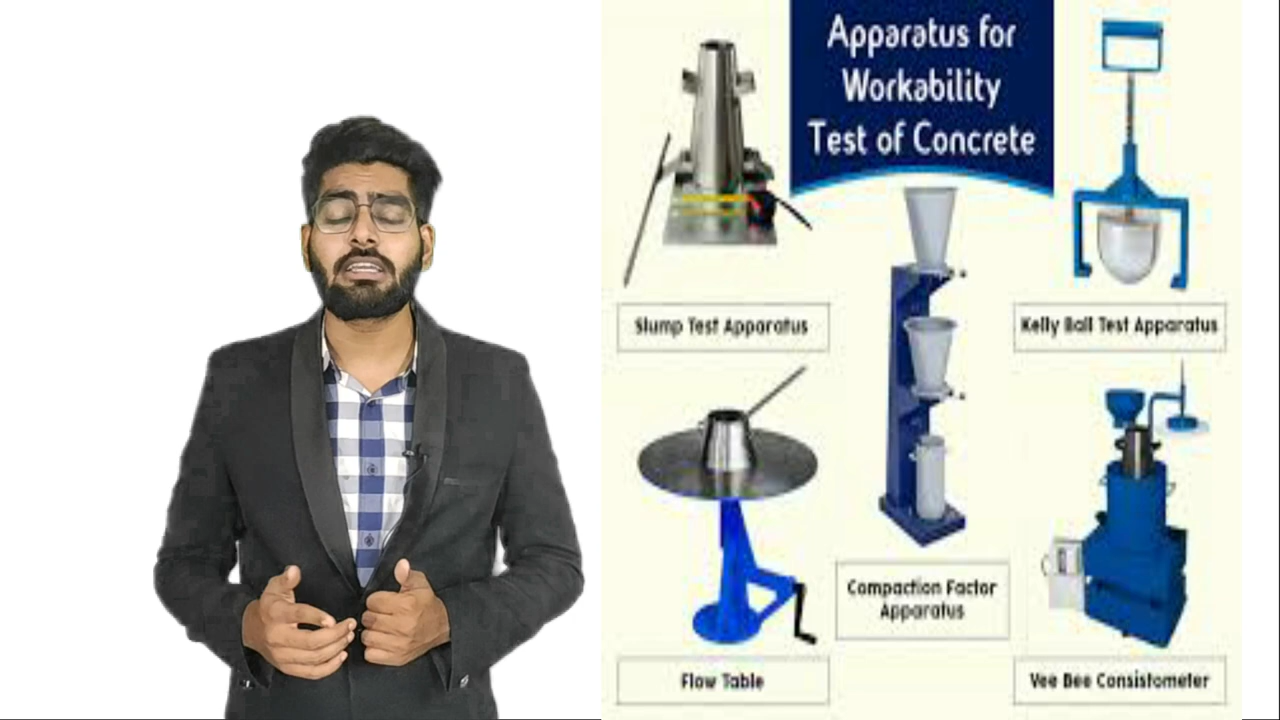 Apparatus for
Workability
Test of Concrete
Slump Test Apparatus
Kelly Ball Test Apparatus
Compaction Factor
Apparatus
Flow Table
Vee Bee Consistometer